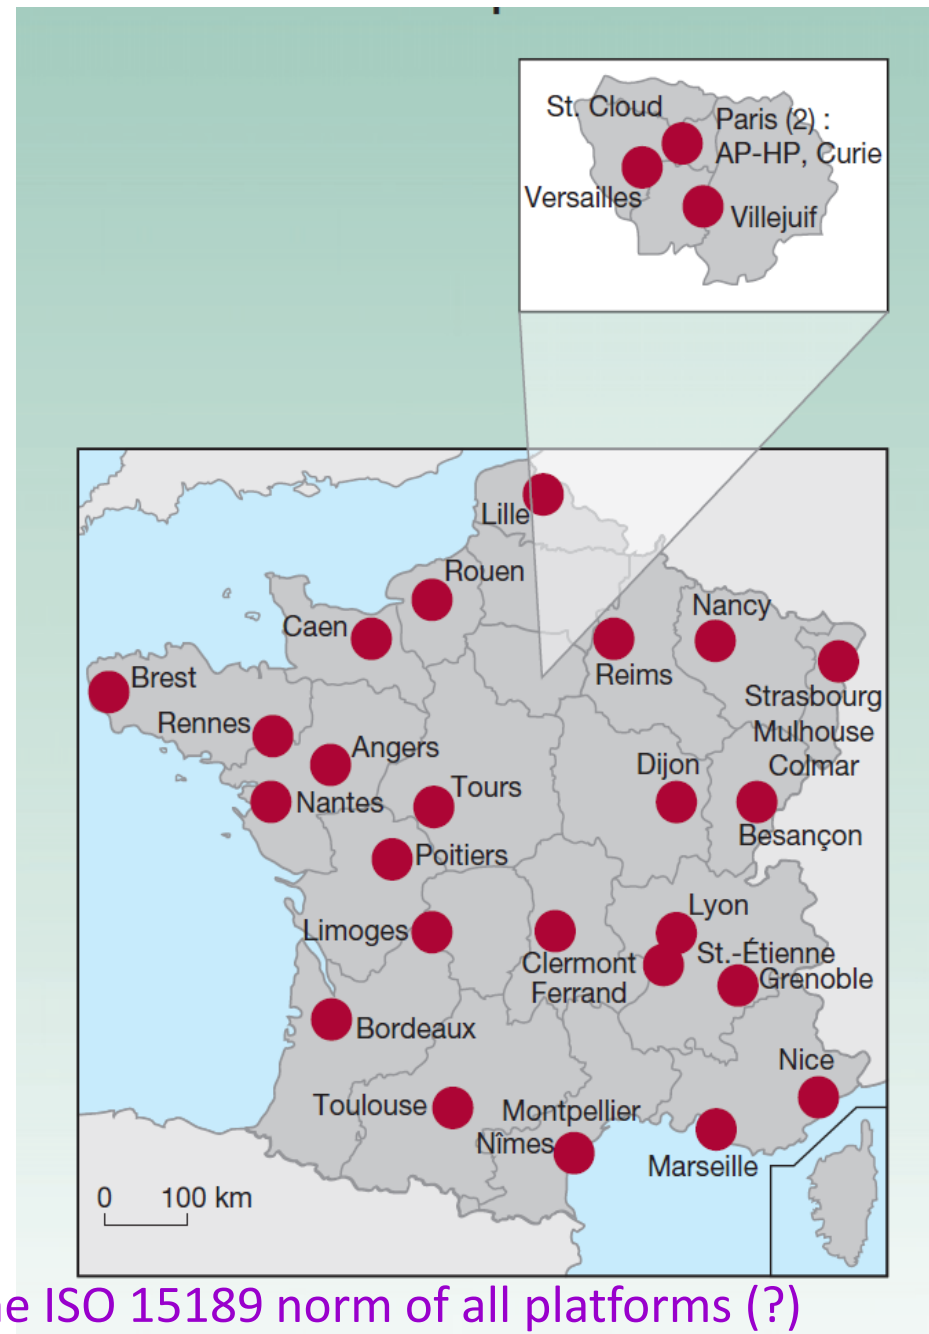 St. Cloud
Paris (2) :
AP-HP, Curie
Versailles
Villejuif
Lille
Rouen
Caen
Nancy
Reims
Brest
Strasbourg
Rennes
Mulhouse
Angers
Colmar
Dijon
Tours
Nantes
Besançon
Poitiers
Lyon
Limoges
St.-Étienne
Clermont
Ferrand
Grenoble
Bordeaux
Nice
Toulouse
Montpellier
Nîmes
Marseille
0 100 km
ISO 15189 norm of all platforms (?)